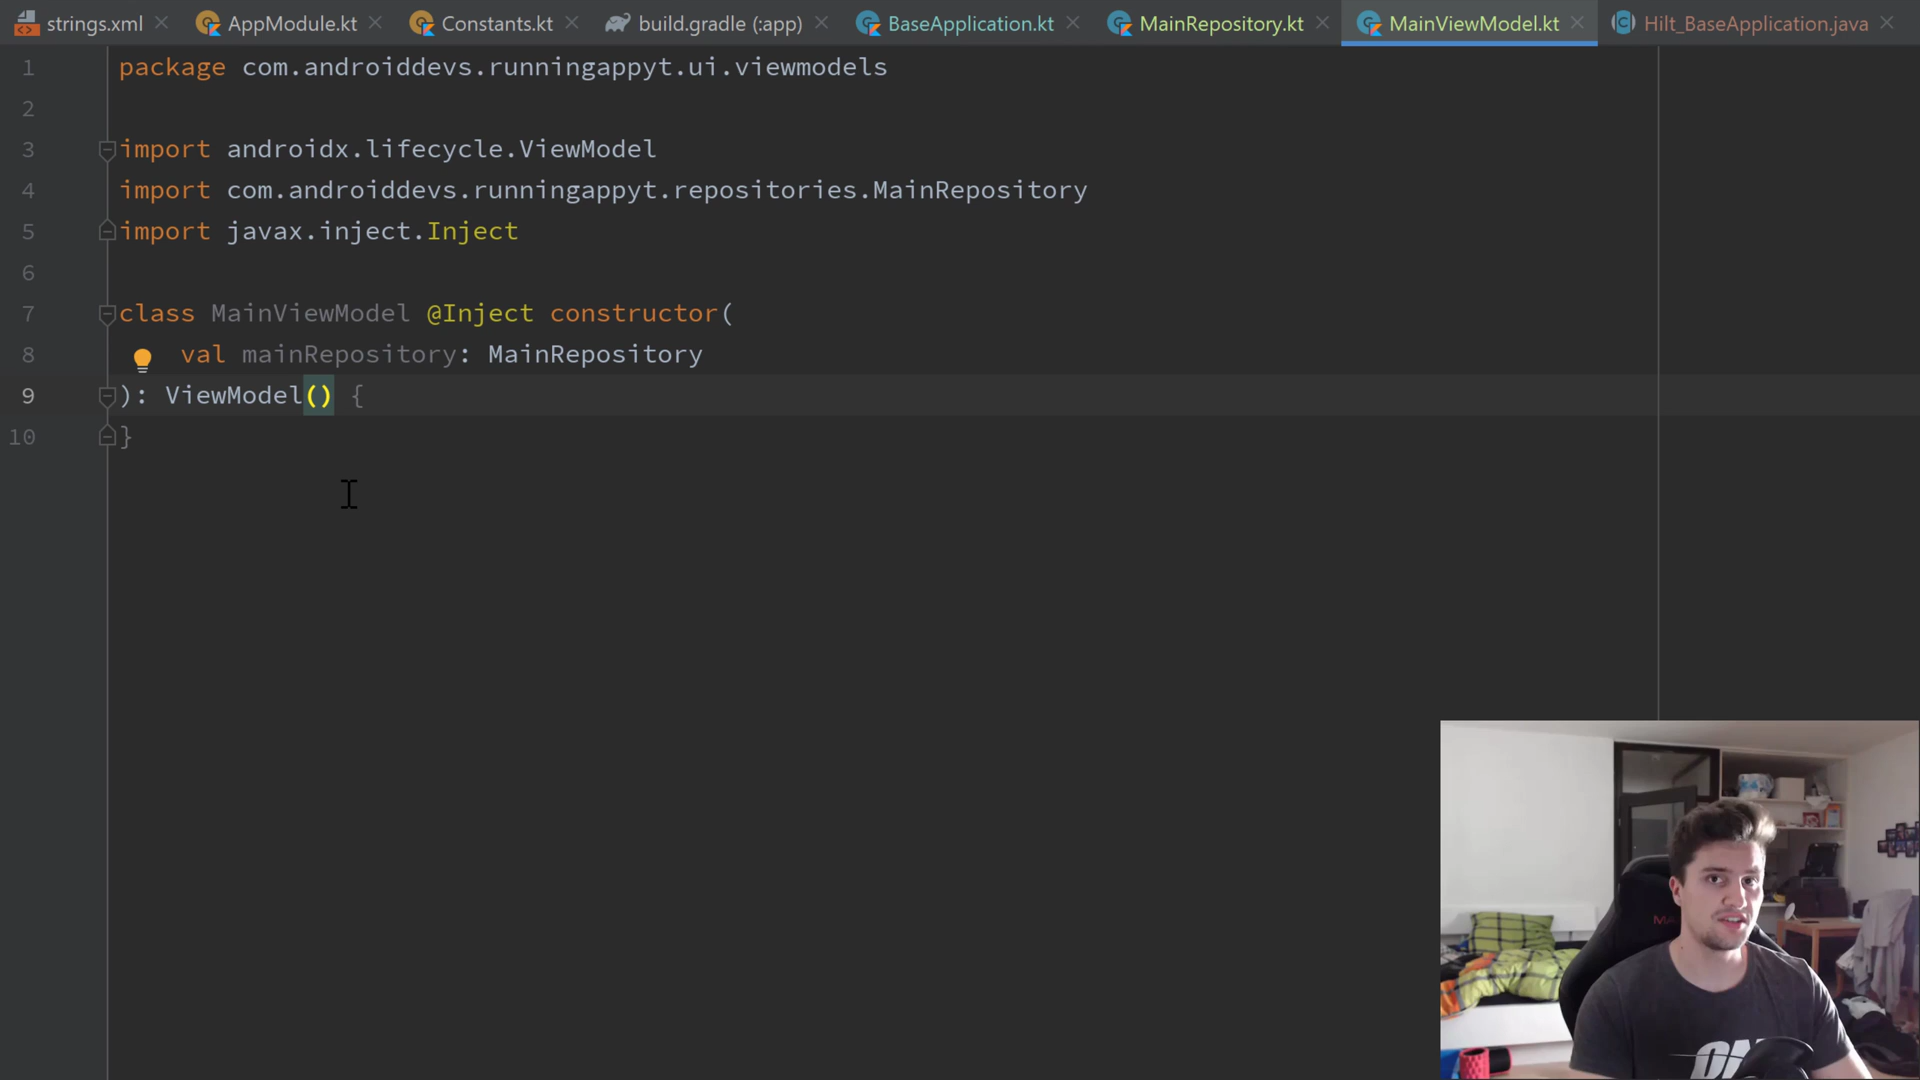 strings.xml AppModule.kt Constants.kt build.gradle (:app) BaseApplication.kt MainRepository.kt MainViewModel.kt Hilt_BaseApplication.java
1 package com.androiddevs.runningappyt.ui.viewmodels
2
3 import androidx.lifecycle.ViewModel
4 import com.androiddevs.runningappyt.repositories.MainRepository
5 import javax.inject.Inject
6
7 class MainViewModel @Inject constructor(
8 val mainRepository: MainRepository
9 ): ViewModel() {
10 }